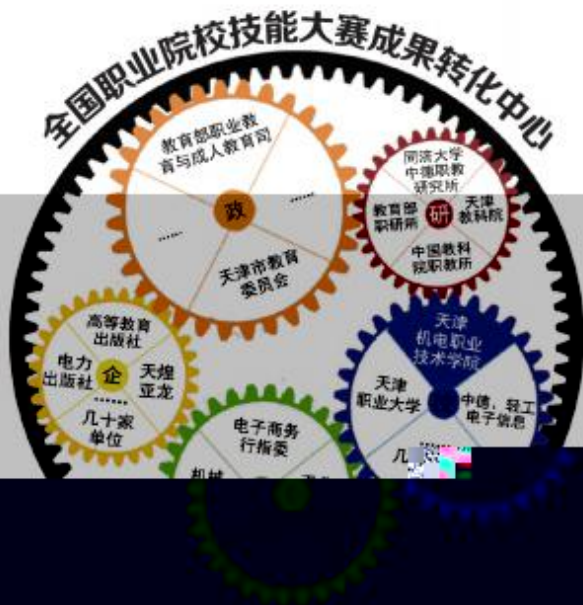 全国职业院校技能大赛成果转化中心
教育部职业教
育与成人教育司
……
政
……
天津市教育
委员会
同济大学
中德职教
研究所
教育部
职研所
研
天津
教科院
中国教科
院职教所
高等教育
出版社
电力
出版社
企
天煌
亚龙
……
几十家
单位
天津
机电职业
技术学院
天津
职业大学
中德、轻工
电子信息
……
电子商务
行指委
机械